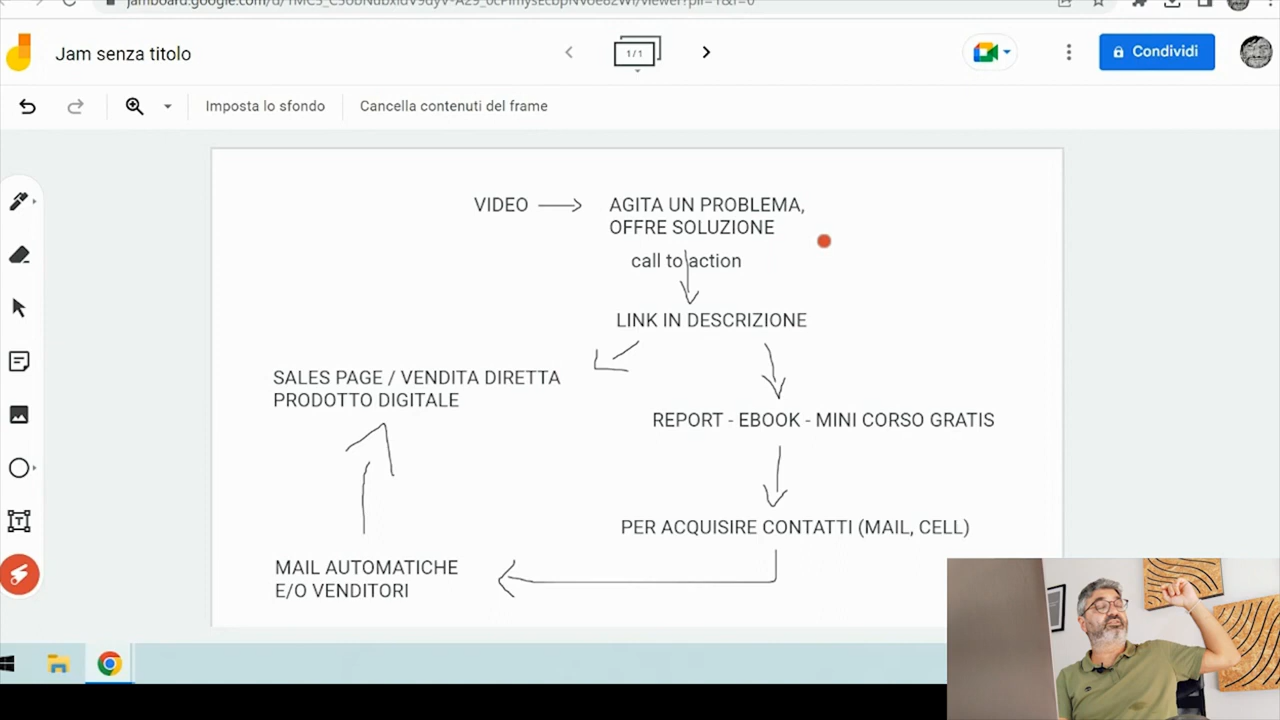 Jam senza titolo
1/1
Condividi
Imposta lo sfondo
Cancella contenuti del frame
VIDEO
AGITA UN PROBLEMA,
OFFRE SOLUZIONE
call to action
LINK IN DESCRIZIONE
SALES PAGE / VENDITA DIRETTA
PRODOTTO DIGITALE
REPORT - EBOOK - MINI CORSO GRATIS
PER ACQUISIRE CONTATTI (MAIL, CELL)
MAIL AUTOMATICHE
E/O VENDITORI